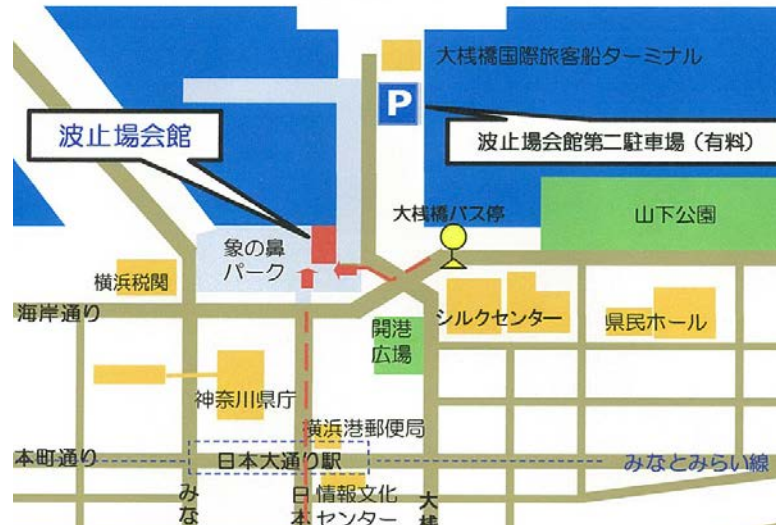 大桟橋国際旅客船ターミナル
P
波止場会館
波止場会館第二駐車場（有料）
大桟橋バス停
山下公園
象の鼻
パーク
横浜税関
海岸通り
シルクセンター
県民ホール
開港
広場
神奈川県庁
横浜港郵便局
本町通り
日本大通り駅
みなとみらい線
みな
日本
情報文化
センター
大桟